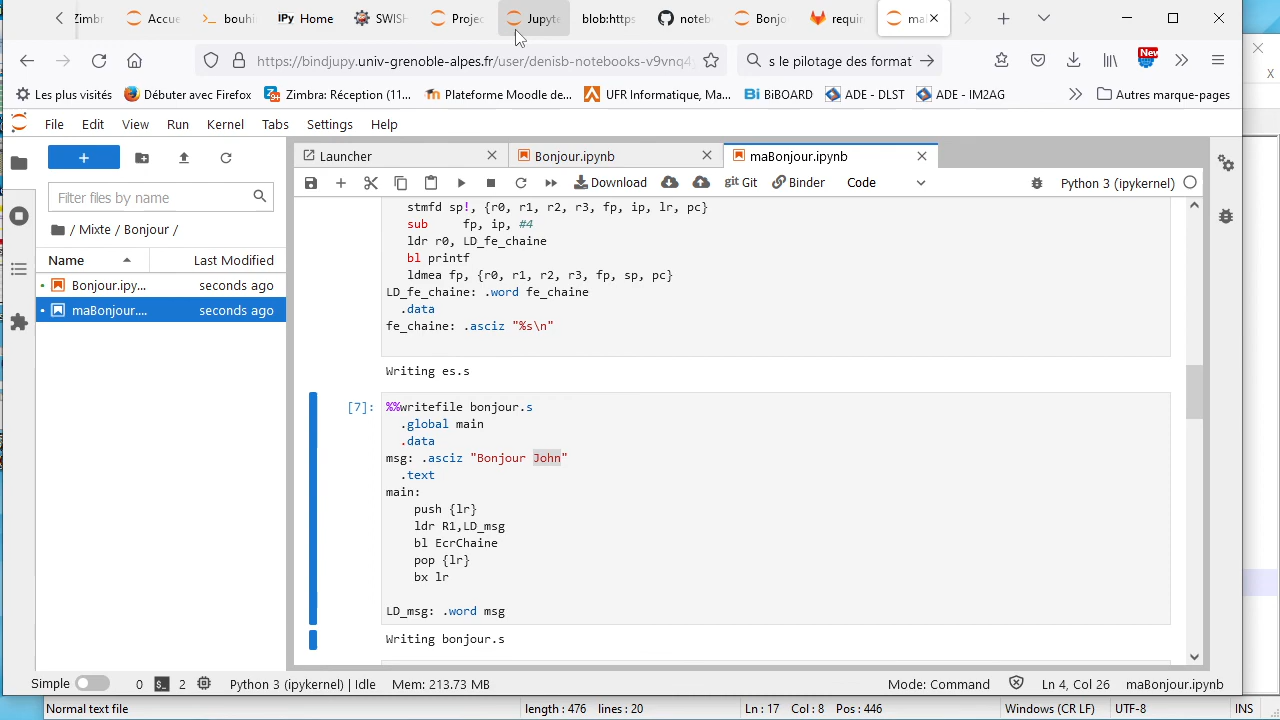 Zimbr
Accue
bouhi
IPy Home
SWISH
Projec
Jupyte
blob:https
noteb
Bonjo
requir
ma
https://bindjupy.univ-grenoble-alpes.fr/user/denisb-notebooks-v9vnq4
s le pilotage des format
New
Les plus visités
Débuter avec Firefox
Zimbra: Réception (11...
Plateforme Moodle de...
UFR Informatique, Ma...
BiBOARD
ADE - DLST
ADE - IM2AG
Autres marque-pages
File Edit View Run Kernel Tabs Settings Help
Launcher
Bonjour.ipynb
maBonjour.ipynb
Filter files by name
Download
git Git
Binder
Code
Python 3 (ipykernel)
/ Mixte / Bonjour /
Name
Last Modified
Bonjour.ipy... seconds ago
maBonjour.... seconds ago
stmfd sp!, {r0, r1, r2, r3, fp, ip, lr, pc}
sub fp, ip, #4
ldr r0, LD_fe_chaine
bl printf
ldmea fp, {r0, r1, r2, r3, fp, sp, pc}
LD_fe_chaine: .word fe_chaine
.data
fe_chaine: .asciz "%s\n"
Writing es.s
[7]: %%writefile bonjour.s
.global main
.data
msg: .asciz "Bonjour John"
.text
main:
push {lr}
ldr R1,LD_msg
bl EcrChaine
pop {lr}
bx lr
LD_msg: .word msg
Writing bonjour.s
Simple
0
2
Python 3 (ipykernel) | Idle
Mem: 213.73 MB
Mode: Command
Ln 4, Col 26
maBonjour.ipynb
Normal text file
length : 476 lines : 20
Ln : 17 Col : 8 Pos : 446
Windows (CR LF)
UTF-8
INS